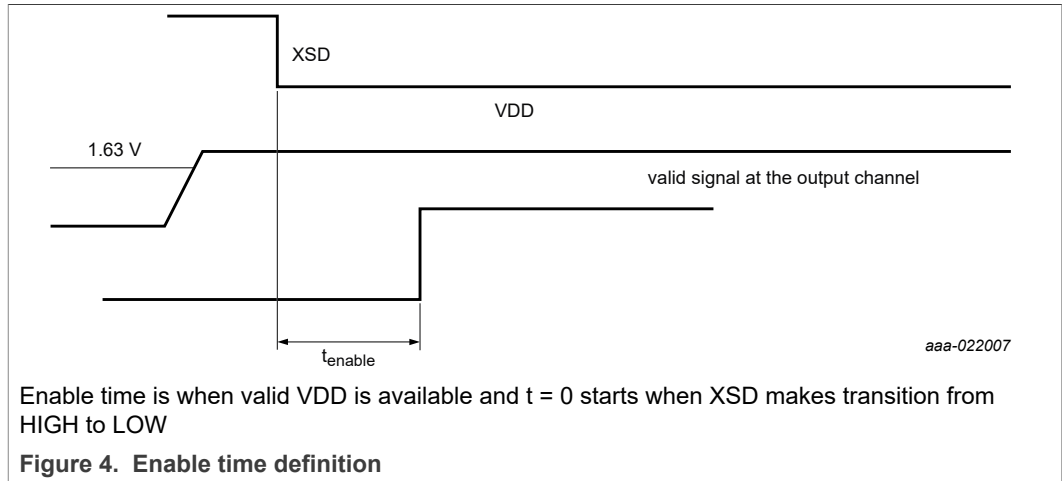 XSD
VDD
1.63 V
valid signal at the output channel
tenable
aaa-022007
Enable time is when valid VDD is available and t = 0 starts when XSD makes transition from
HIGH to LOW
Figure 4. Enable time definition